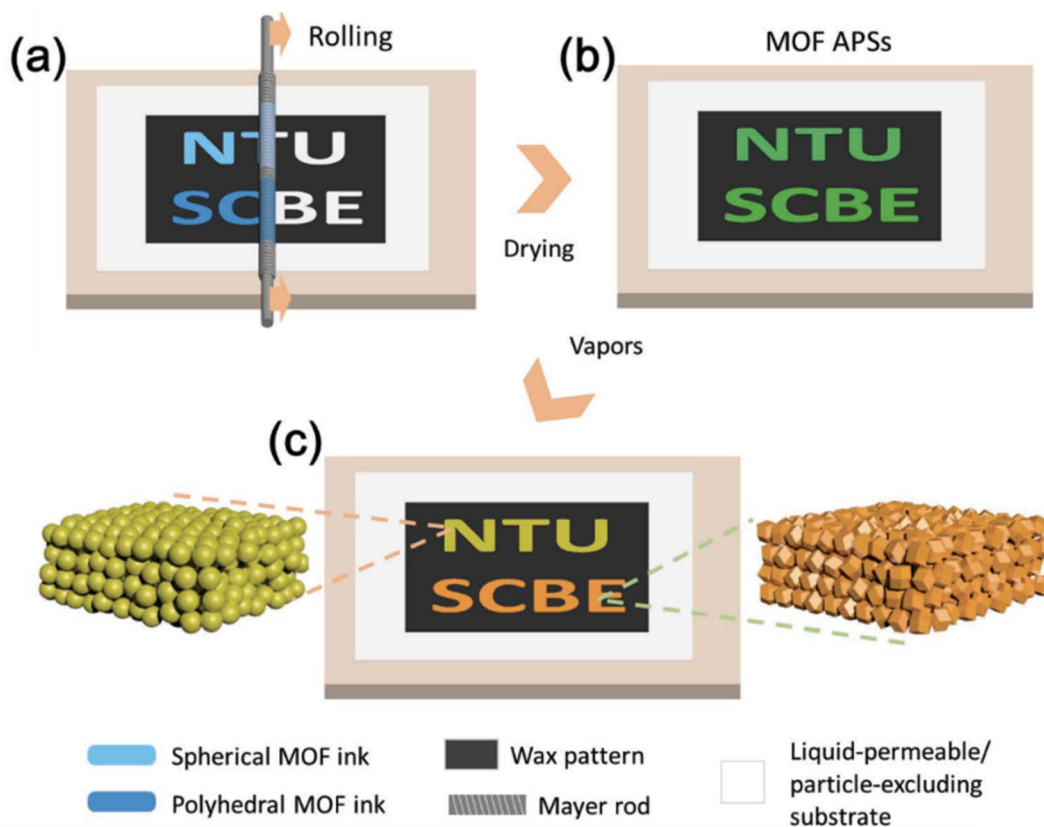 (a)
Rolling
NTU
SCBE
Drying
(b)
MOF APSs
NTU
SCBE
Vapors
(c)
NTU
SCBE
Spherical MOF ink
Polyhedral MOF ink
Wax pattern
Mayer rod
Liquid-permeable/
particle-excluding
substrate